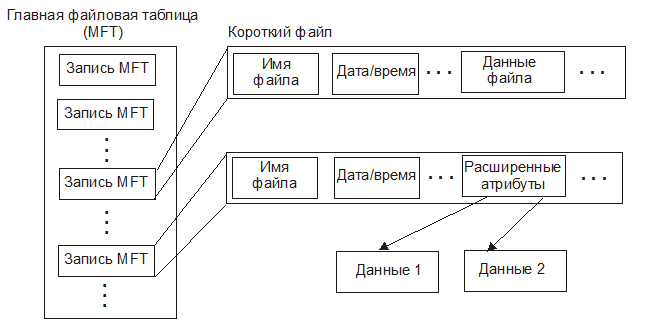 Главная файловая таблица
(MFT)
Запись MFT
Запись MFT
Запись MFT
Запись MFT
Короткий файл
Имя
файла
Дата/время
Данные
файла
Имя
файла
Дата/время
Расширенные
атрибуты
Данные 1
Данные 2